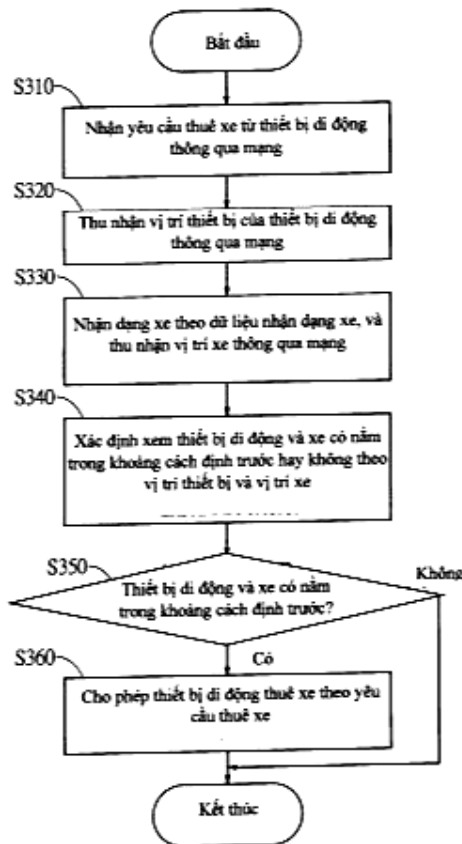 Bắt đầu
S310
Nhận yêu cầu thuê xe từ thiết bị di động
thông qua mạng
S320
Thu nhận vị trí thiết bị của thiết bị di động
thông qua mạng
S330
Nhận dạng xe theo dữ liệu nhận dạng xe, và
thu nhận vị trí xe thông qua mạng
S340
Xác định xem thiết bị di động và xe có nằm
trong khoảng cách định trước hay không theo
vị trí thiết bị và vị trí xe
S350
Không
Thiết bị di động và xe có nằm
trong khoảng cách định trước?
Có
S360
Cho phép thiết bị di động thuê xe theo yêu
cầu thuê xe
Kết thúc